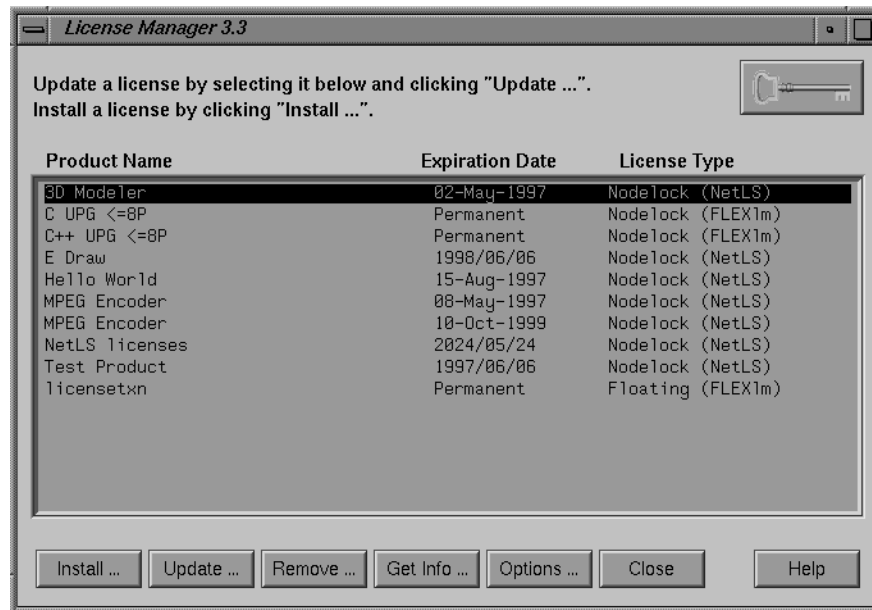 License Manager 3.3
Update a license by selecting it below and clicking "Update ...".
Install a license by clicking "Install ...".
Product Name Expiration Date License Type
3D Modeler 02-May-1997 Nodelock (NetLS)
C UPG <=8P Permanent Nodelock (FLEXlm)
C++ UPG <=8P Permanent Nodelock (FLEXlm)
E Draw 1998/06/06 Nodelock (NetLS)
Hello World 15-Aug-1997 Nodelock (NetLS)
MPEG Encoder 08-May-1997 Nodelock (NetLS)
MPEG Encoder 10-Oct-1999 Nodelock (NetLS)
NetLS licenses 2024/05/24 Nodelock (NetLS)
Test Product 1997/06/06 Nodelock (NetLS)
licensetxn Permanent Floating (FLEXlm)
Install ... Update ... Remove ... Get Info ... Options ... Close Help